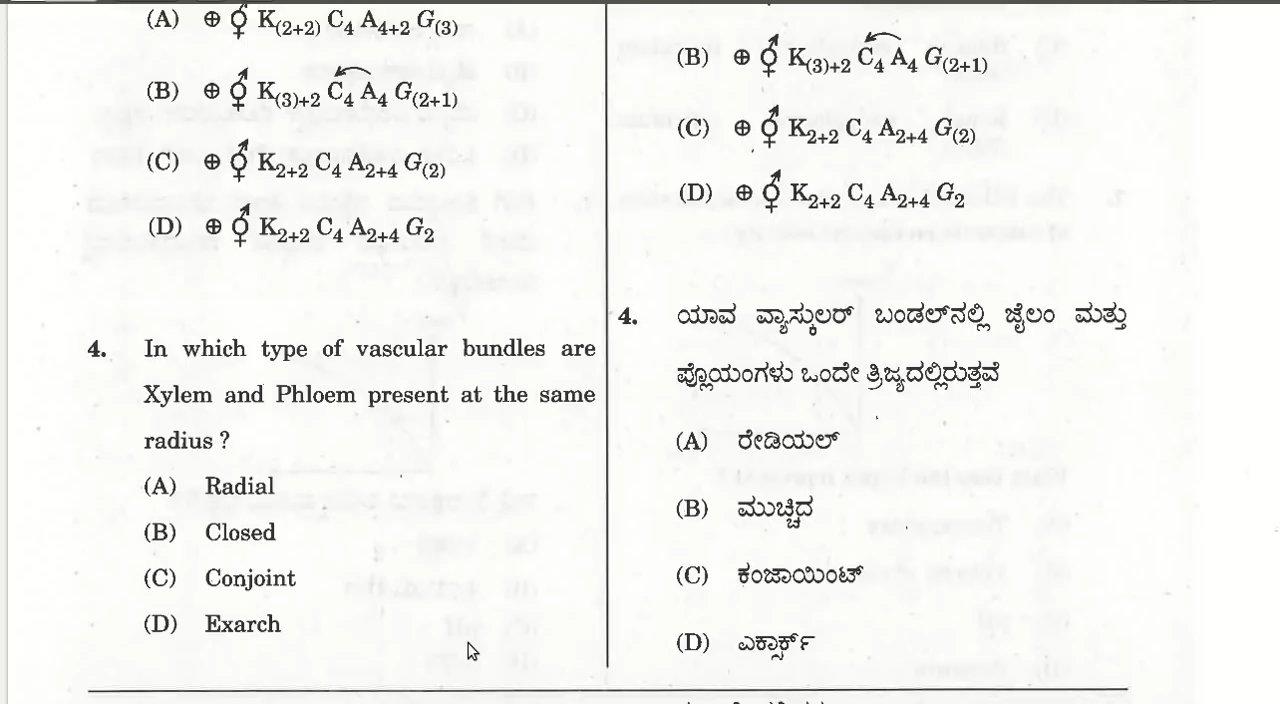 (A) ⊕ ⚥ K(2+2) C4 A4+2 G(3)
(B) ⊕ ⚥ K(3)+2 C4 A4 G(2+1)
(C) ⊕ ⚥ K2+2 C4 A2+4 G(2)
(D) ⊕ ⚥ K2+2 C4 A2+4 G2
4. In which type of vascular bundles are
Xylem and Phloem present at the same
radius ?
(A) Radial
(B) Closed
(C) Conjoint
(D) Exarch
(B) ⊕ ⚥ K(3)+2 C4 A4 G(2+1)
(C) ⊕ ⚥ K2+2 C4 A2+4 G(2)
(D) ⊕ ⚥ K2+2 C4 A2+4 G2
4. ಯಾವ ವ್ಯಾಸ್ಕುಲರ್ ಬಂಡಲ್‌ನಲ್ಲಿ ಜೈಲಂ ಮತ್ತು
ಪ್ಲೊಯಂಗಳು ಒಂದೇ ತ್ರಿಜ್ಯದಲ್ಲಿರುತ್ತವೆ
(A) ರೇಡಿಯಲ್
(B) ಮುಚ್ಚಿದ
(C) ಕಂಜಾಯಿಂಟ್
(D) ಎಕ್ಸಾರ್ಕ್